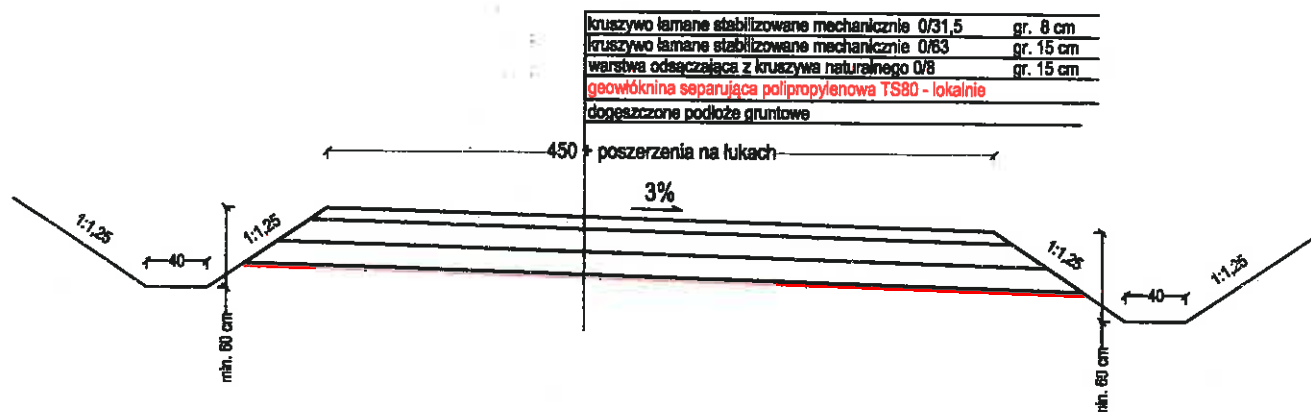 kruszywo łamane stabilizowane mechanicznie 0/31,5 gr. 8 cm
kruszywo łamane stabilizowane mechanicznie 0/63 gr. 15 cm
warstwa odsączająca z kruszywa naturalnego 0/8 gr. 15 cm
geowłóknina separująca polipropylenowa TS80 - lokalnie
dogęszczone podłoże gruntowe
450 + poszerzenia na łukach
3%
1:1,25
40
1:1,25
min. 60 cm
1:1,25
40
1:1,25
min. 60 cm